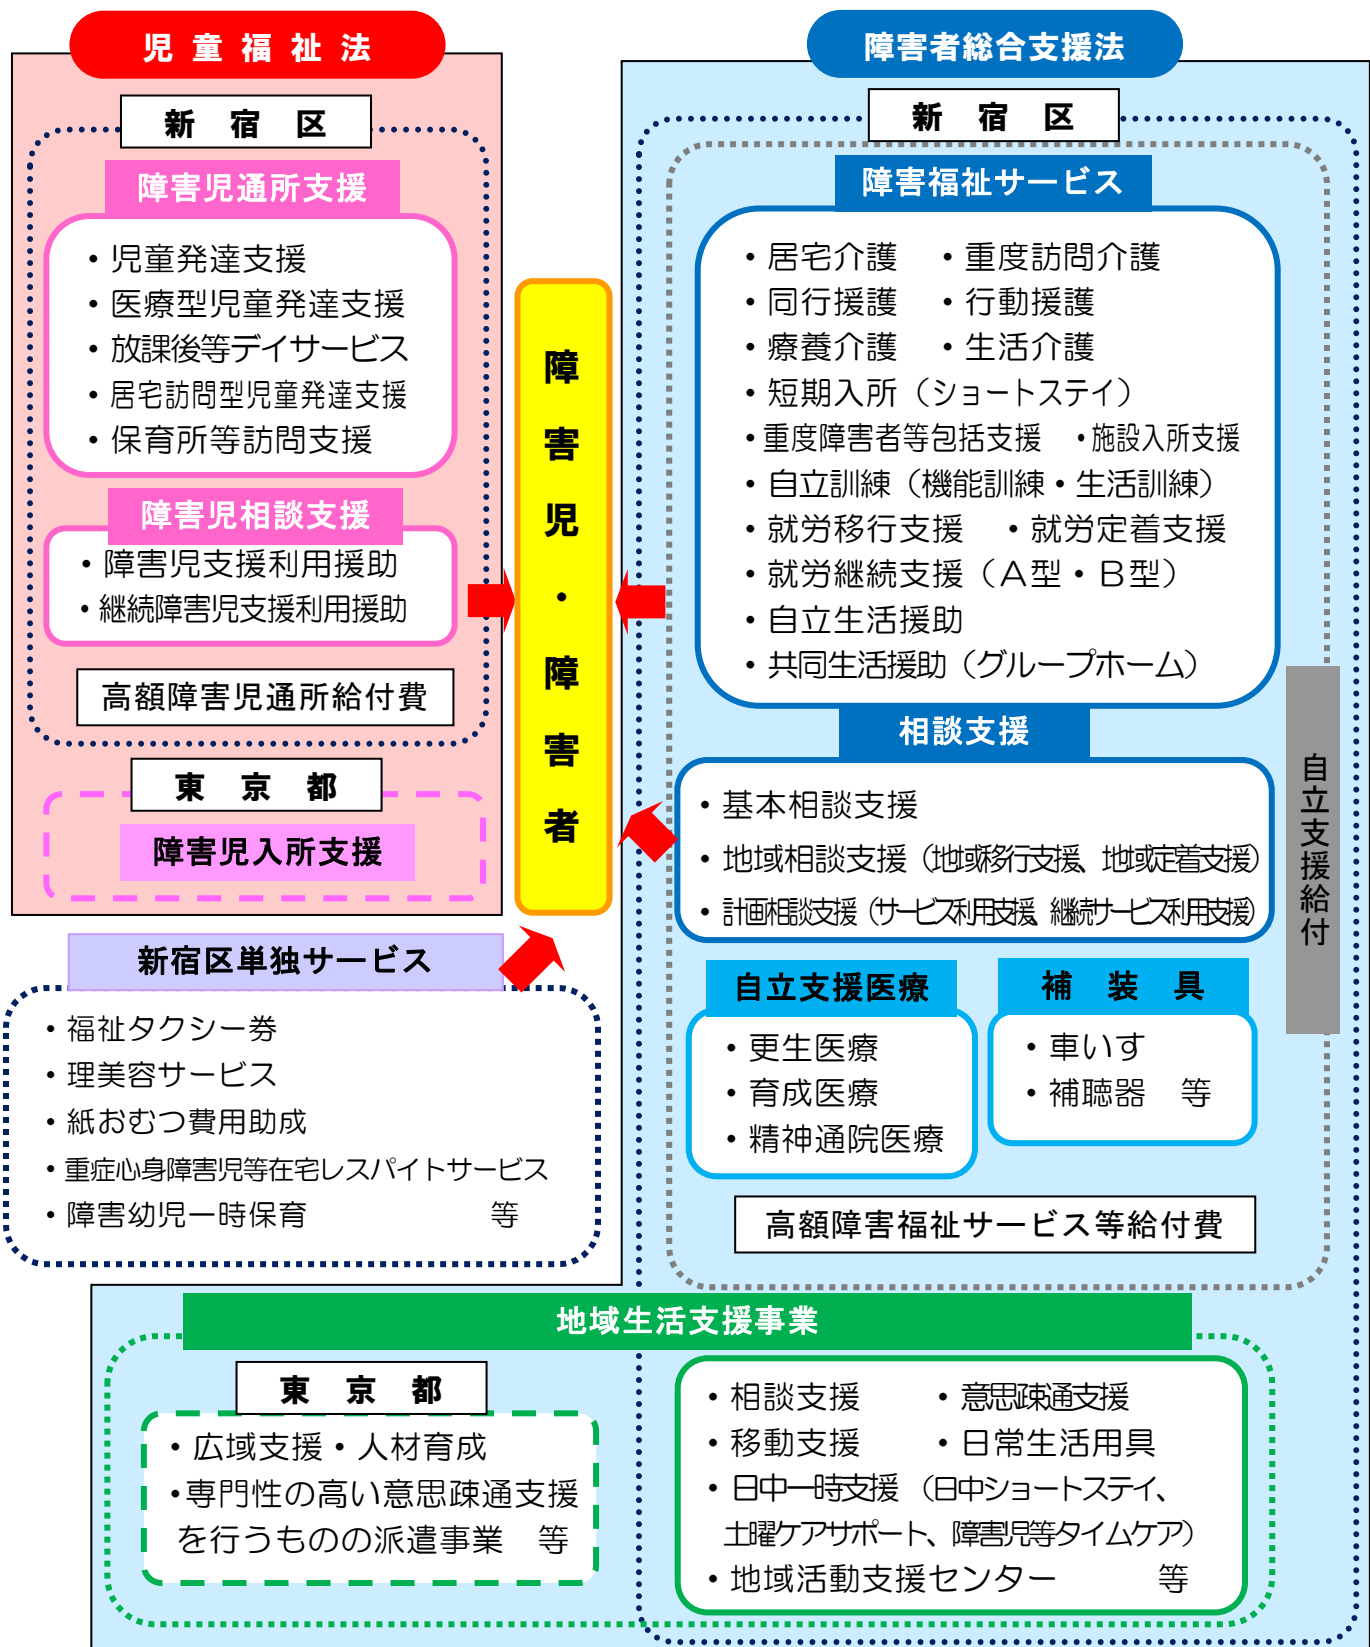 児童福祉法
新宿区
障害児通所支援
・児童発達支援
・医療型児童発達支援
・放課後等デイサービス
・居宅訪問型児童発達支援
・保育所等訪問支援
障害児相談支援
・障害児支援利用援助
・継続障害児支援利用援助
高額障害児通所給付費
東京都
障害児入所支援
障害児・障害者
新宿区単独サービス
・福祉タクシー券
・理美容サービス
・紙おむつ費用助成
・重症心身障害児等在宅レスパイトサービス
・障害幼児一時保育 等
障害者総合支援法
新宿区
障害福祉サービス
・居宅介護 ・重度訪問介護
・同行援護 ・行動援護
・療養介護 ・生活介護
・短期入所（ショートステイ）
・重度障害者等包括支援 ・施設入所支援
・自立訓練（機能訓練・生活訓練）
・就労移行支援 ・就労定着支援
・就労継続支援（A型・B型）
・自立生活援助
・共同生活援助（グループホーム）
相談支援
・基本相談支援
・地域相談支援（地域移行支援、地域定着支援）
・計画相談支援（サービス利用支援、継続サービス利用支援）
自立支援医療
・更生医療
・育成医療
・精神通院医療
補装具
・車いす
・補聴器 等
高額障害福祉サービス等給付費
自立支援給付
地域生活支援事業
東京都
・広域支援・人材育成
・専門性の高い意思疎通支援
を行うものの派遣事業 等
・相談支援 ・意思疎通支援
・移動支援 ・日常生活用具
・日中一時支援（日中ショートステイ、
土曜ケアサポート、障害児等タイムケア）
・地域活動支援センター 等